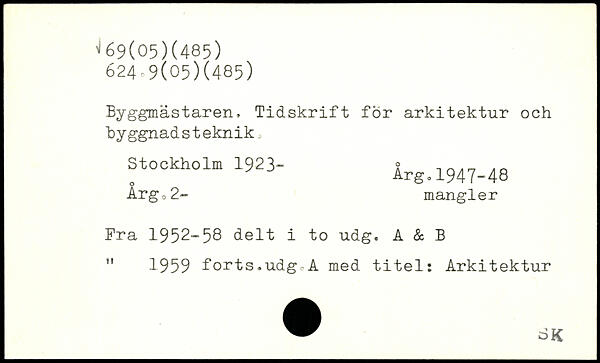 √69(05)(485)
624.9(05)(485)
Byggmästaren. Tidskrift för arkitektur och
byggnadsteknik.
Stockholm 1923-
Årg.2-
Årg.1947-48
mangler
Fra 1952-58 delt i to udg. A & B
" 1959 forts.udg.A med titel: Arkitektur
SK